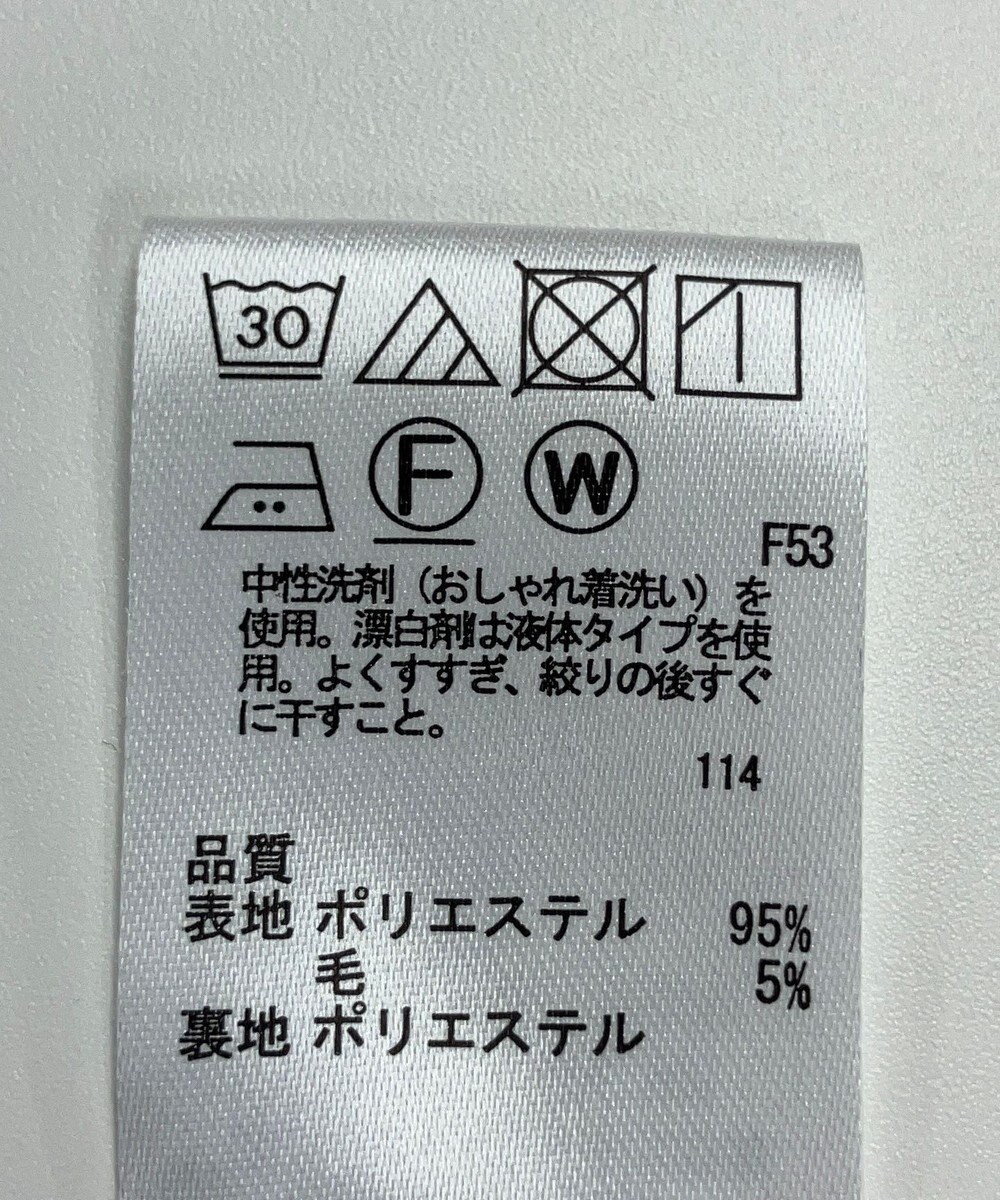 30
F W
F53
中性洗剤（おしゃれ着洗い）を
使用。漂白剤は液体タイプを使
用。よくすすぎ、絞りの後すぐ
に干すこと。
114
品質
表地 ポリエステル 95%
毛 5%
裏地 ポリエステル